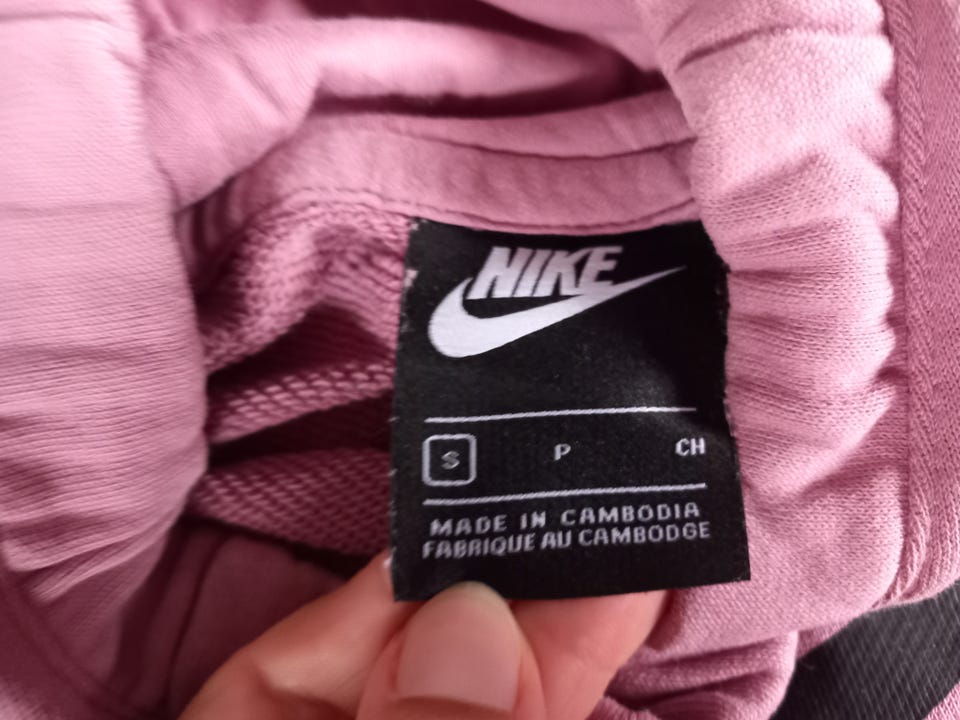 NIKE
S P CH
MADE IN CAMBODIA
FABRIQUE AU CAMBODGE